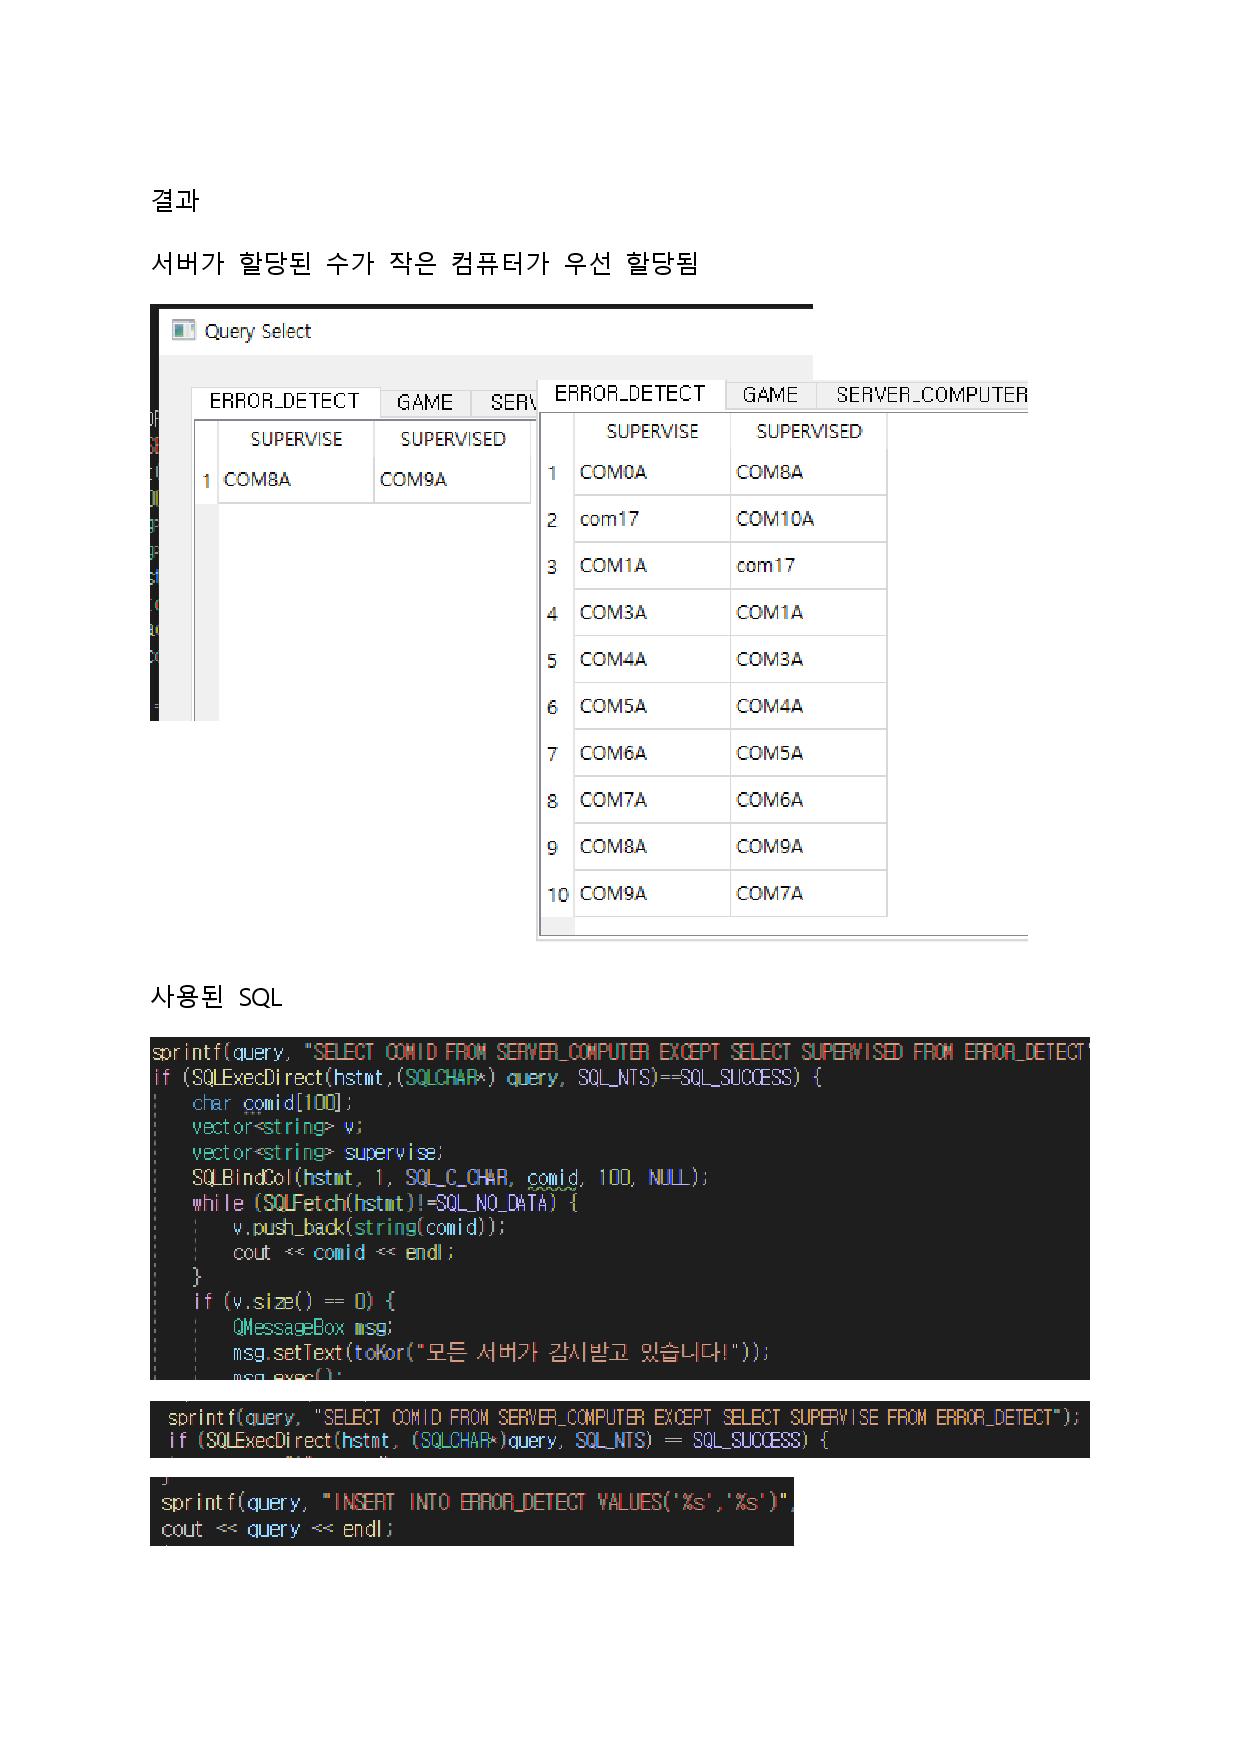 결과
서버가 할당된 수가 작은 컴퓨터가 우선 할당됨
Query Select
ERROR_DETECT GAME SERV
SUPERVISE SUPERVISED
1 COM8A COM9A
ERROR_DETECT GAME SERVER_COMPUTER
SUPERVISE SUPERVISED
1 COM0A COM8A
2 com17 COM10A
3 COM1A com17
4 COM3A COM1A
5 COM4A COM3A
6 COM5A COM4A
7 COM6A COM5A
8 COM7A COM6A
9 COM8A COM9A
10 COM9A COM7A
사용된 SQL
sprintf(query, "SELECT COMID FROM SERVER_COMPUTER EXCEPT SELECT SUPERVISED FROM ERROR_DETECT"
if (SQLExecDirect(hstmt,(SQLCHAR*) query, SQL_NTS)==SQL_SUCCESS) {
char comid[100];
vector<string> v;
vector<string> supervise;
SQLBindCol(hstmt, 1, SQL_C_CHAR, comid, 100, NULL);
while (SQLFetch(hstmt)!=SQL_NO_DATA) {
v.push_back(string(comid));
cout << comid << endl;
}
if (v.size() == 0) {
QMessageBox msg;
msg.setText(toKor("모든 서버가 감시받고 있습니다!"));
msg.exec();
sprintf(query, "SELECT COMID FROM SERVER_COMPUTER EXCEPT SELECT SUPERVISE FROM ERROR_DETECT");
if (SQLExecDirect(hstmt, (SQLCHAR*)query, SQL_NTS) == SQL_SUCCESS) {
sprintf(query, "INSERT INTO ERROR_DETECT VALUES('%s','%s')",
cout << query << endl;